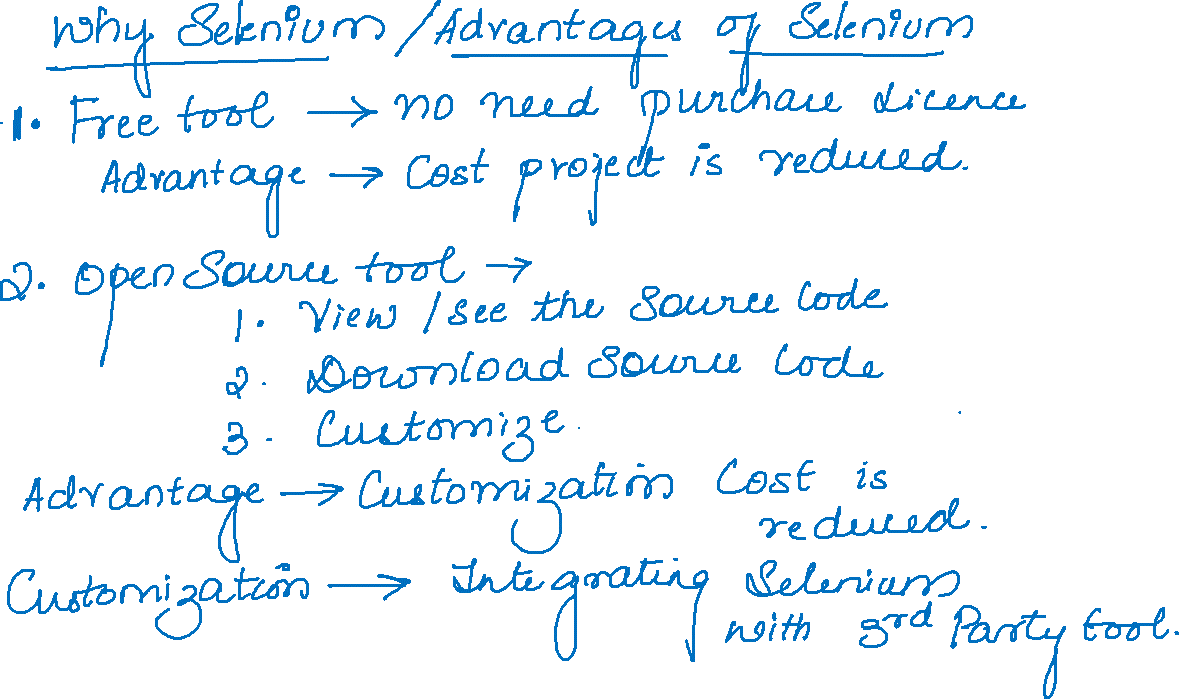 Why Selenium / Advantages of Selenium
1. Free tool → no need purchase Licence
Advantage → Cost project is reduced.
2. Open Source tool →
1. View / see the Source Code
2. Download Source Code
3. Customize.
Advantage → Customization Cost is
reduced.
Customization → Integrating Selenium
with 3rd Party tool.